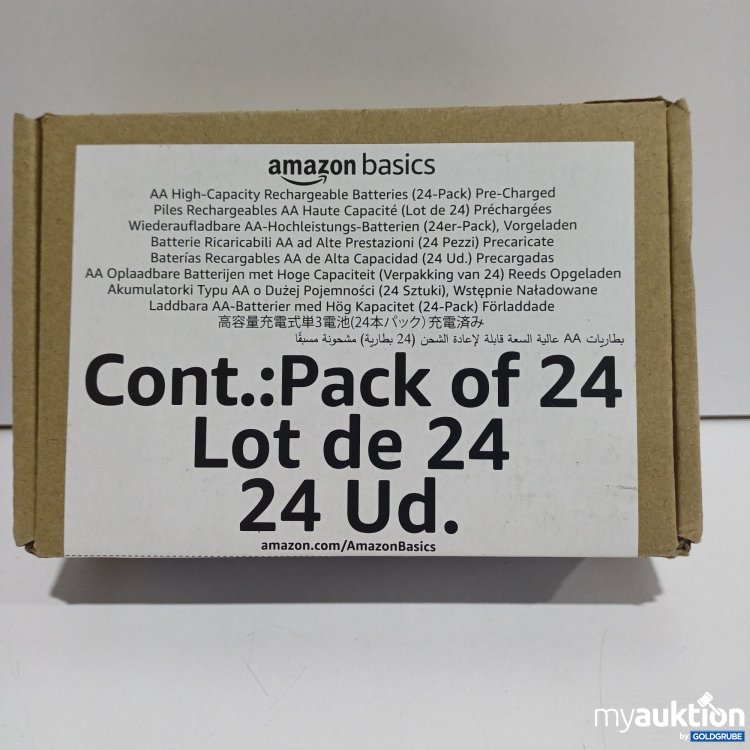 amazon basics
AA High-Capacity Rechargeable Batteries (24-Pack) Pre-Charged
Piles Rechargeables AA Haute Capacité (Lot de 24) Préchargées
Wiederaufladbare AA-Hochleistungs-Batterien (24er-Pack), Vorgeladen
Batterie Ricaricabili AA ad Alte Prestazioni (24 Pezzi) Precaricate
Baterías Recargables AA de Alta Capacidad (24 Ud.) Precargadas
AA Oplaadbare Batterijen met Hoge Capaciteit (Verpakking van 24) Reeds Opgeladen
Akumulatorki Typu AA o Dużej Pojemności (24 Sztuki), Wstępnie Naładowane
Laddbara AA-Batterier med Hög Kapacitet (24-Pack) Förladdade
高容量充電式単3電池(24本パック)充電済み
بطاريات AA عالية السعة قابلة لإعادة الشحن (24 بطارية) مشحونة مسبقًا
Cont.:Pack of 24
Lot de 24
24 Ud.
amazon.com/AmazonBasics
myauktion
by GOLDGRUBE